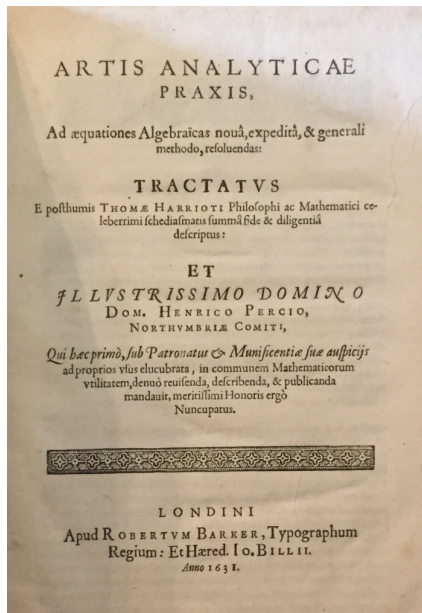 ARTIS ANALYTICAE
PRAXIS,
Ad æquationes Algebraïcas nouâ, expeditâ, & generali
methodo, resoluendas:
TRACTATVS
E posthumis THOMÆ HARRIOTI Philosophi ac Mathematici ce-
leberrimi schediasmatis summâ fide & diligentiâ
descriptus:
ET
ILLVSTRISSIMO DOMINO
DOM. HENRICO PERCIO,
NORTHVMBRIÆ COMITI,
Qui hæc primò, sub Patronatus & Munificentiæ suæ auspicijs
ad proprios vsus elucubrata, in communem Mathematicorum
vtilitatem, denuò reuisenda, describenda, & publicanda
mandauit, meritissimi Honoris ergò
Nuncupatus.
LONDINI
Apud ROBERTVM BARKER, Typographum
Regium: Et Hæred. IO. BILLII.
Anno 1631.